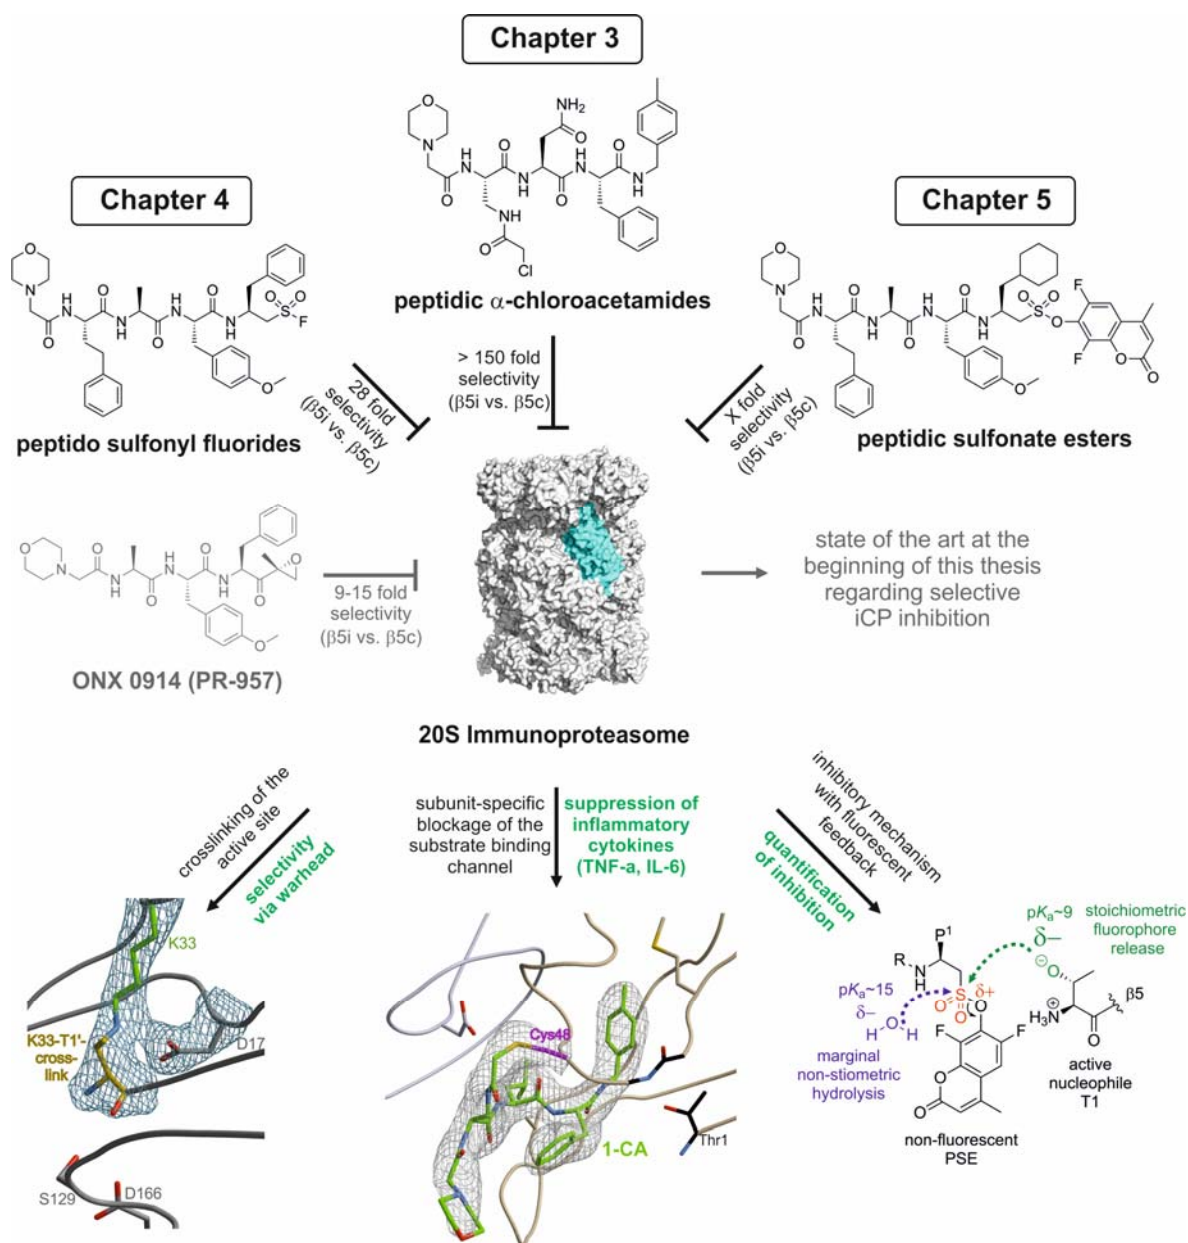 Chapter 3
O
N
O
H
N
O
N
H
O
NH₂
O
H
N
O
N
H
NH
O
Cl
peptidic α-chloroacetamides
Chapter 4
O
N
O
H
N
O
N
H
O
H
N
O
N
H
O
O
S
F
O
peptido sulfonyl fluorides
Chapter 5
O
N
O
H
N
O
N
H
O
H
N
O
N
H
O
O
S
O
F
F
O
O
O
peptidic sulfonate esters
28 fold
selectivity
(β5i vs. β5c)
> 150 fold
selectivity
(β5i vs. β5c)
X fold
selectivity
(β5i vs. β5c)
O
N
O
N
H
O
H
N
O
N
H
O
O
O
ONX 0914 (PR-957)
9-15 fold
selectivity
(β5i vs. β5c)
state of the art at the
beginning of this thesis
regarding selective
iCP inhibition
20S Immunoproteasome
crosslinking of the
active site
selectivity
via warhead
subunit-specific
blockage of the
substrate binding
channel
suppression of
inflammatory
cytokines
(TNF-a, IL-6)
inhibitory mechanism
with fluorescent
feedback
quantification
of inhibition
K33
K33-T1'-
cross-
link
D17
S129
D166
Cys48
1-CA
Thr1
pKₐ~9
δ–
stoichiometric
fluorophore
release
P¹
R
N
H
O
S
O
δ+
O
⊖
O
pKₐ~15
δ–
H
O
H
marginal
non-stiometric
hydrolysis
H₃N
⊕
O
β5
F
F
O
O
active
nucleophile
T1
non-fluorescent
PSE